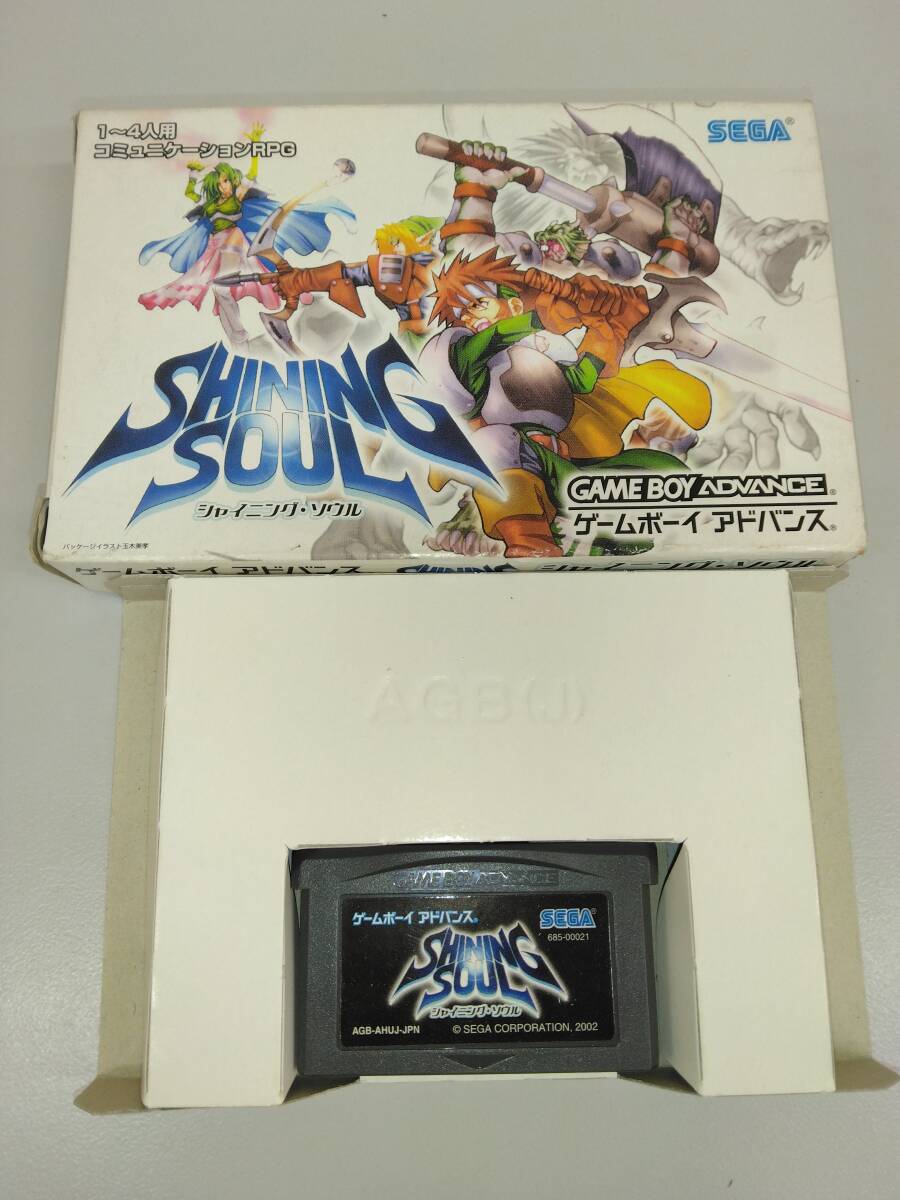 1〜4人用
コミュニケーションRPG
SEGA®
SHINING
SOUL
シャイニング・ソウル
GAME BOY ADVANCE®
ゲームボーイ アドバンス®
パッケージイラスト玉木美孝
ゲームボーイ アドバンス SHINING シャイニング・ソウル
AGB(J)
GAME BOY ADVANCE
ゲームボーイ アドバンス® SEGA®
685-00021
SHINING
SOUL
シャイニング・ソウル
AGB-AHUJ-JPN © SEGA CORPORATION, 2002